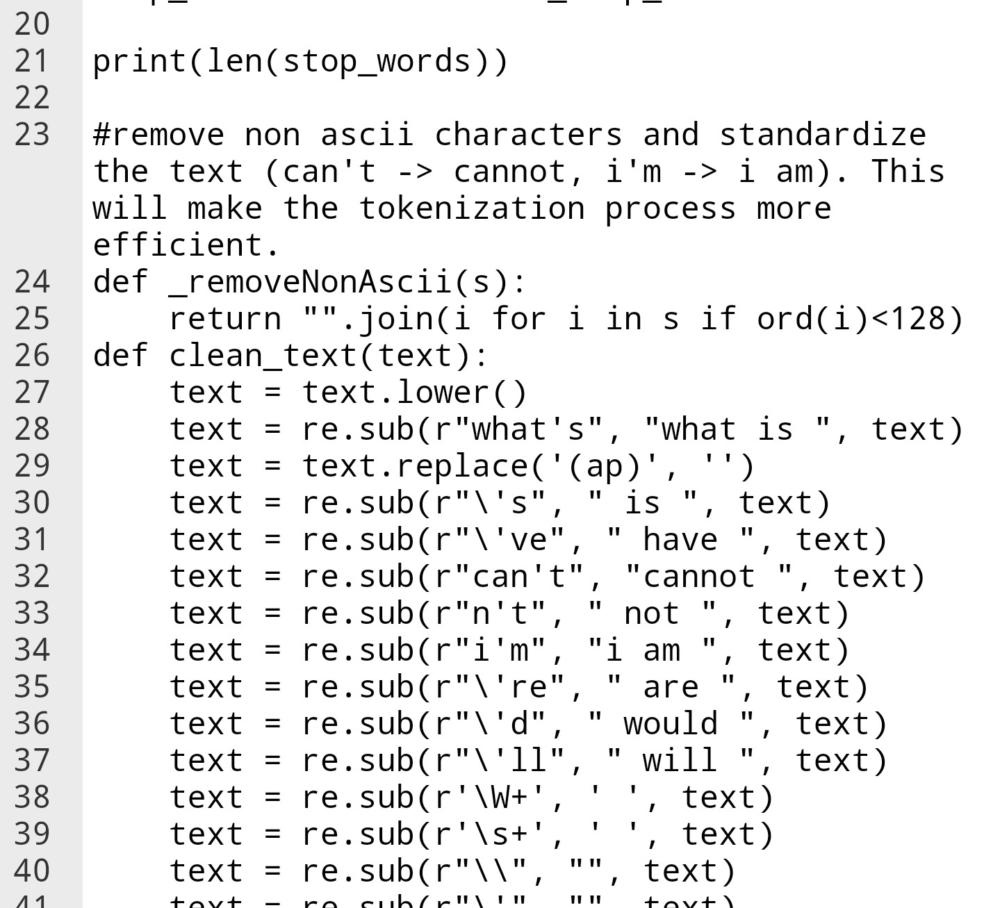 20
21 print(len(stop_words))
22
23 #remove non ascii characters and standardize
the text (can't -> cannot, i'm -> i am). This
will make the tokenization process more
efficient.
24 def _removeNonAscii(s):
25     return "".join(i for i in s if ord(i)<128)
26 def clean_text(text):
27     text = text.lower()
28     text = re.sub(r"what's", "what is ", text)
29     text = text.replace('(ap)', '')
30     text = re.sub(r"\'s", " is ", text)
31     text = re.sub(r"\'ve", " have ", text)
32     text = re.sub(r"can't", "cannot ", text)
33     text = re.sub(r"n't", " not ", text)
34     text = re.sub(r"i'm", "i am ", text)
35     text = re.sub(r"\'re", " are ", text)
36     text = re.sub(r"\'d", " would ", text)
37     text = re.sub(r"\'ll", " will ", text)
38     text = re.sub(r'\W+', ' ', text)
39     text = re.sub(r'\s+', ' ', text)
40     text = re.sub(r"\\", "", text)
41     text = re.sub(r"\'", "", text)